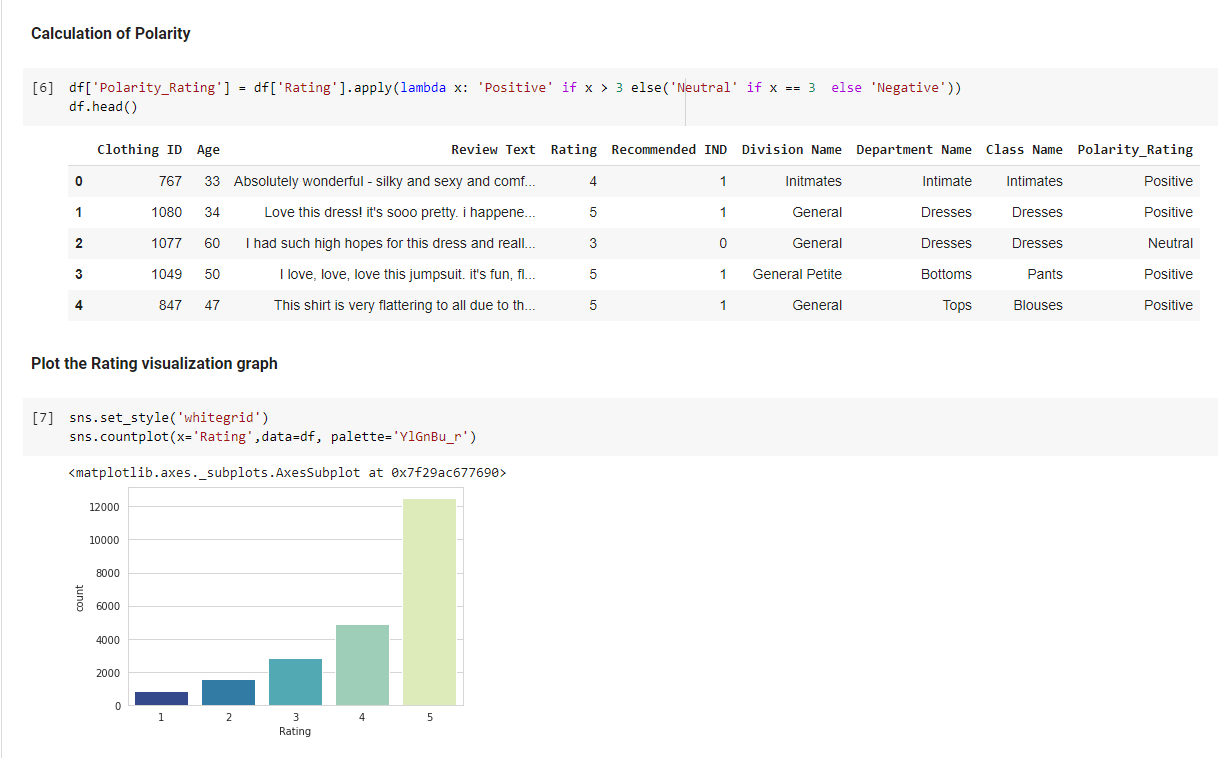 Calculation of Polarity
[6] df['Polarity_Rating'] = df['Rating'].apply(lambda x: 'Positive' if x > 3 else('Neutral' if x == 3  else 'Negative'))
df.head()
Clothing ID Age Review Text Rating Recommended IND Division Name Department Name Class Name Polarity_Rating
0 767 33 Absolutely wonderful - silky and sexy and comf... 4 1 Initmates Intimate Intimates Positive
1 1080 34 Love this dress! it's sooo pretty. i happene... 5 1 General Dresses Dresses Positive
2 1077 60 I had such high hopes for this dress and reall... 3 0 General Dresses Dresses Neutral
3 1049 50 I love, love, love this jumpsuit. it's fun, fl... 5 1 General Petite Bottoms Pants Positive
4 847 47 This shirt is very flattering to all due to th... 5 1 General Tops Blouses Positive
Plot the Rating visualization graph
[7] sns.set_style('whitegrid')
sns.countplot(x='Rating',data=df, palette='YlGnBu_r')
<matplotlib.axes._subplots.AxesSubplot at 0x7f29ac677690>
12000
10000
8000
6000
4000
2000
0
count
1 2 3 4 5
Rating